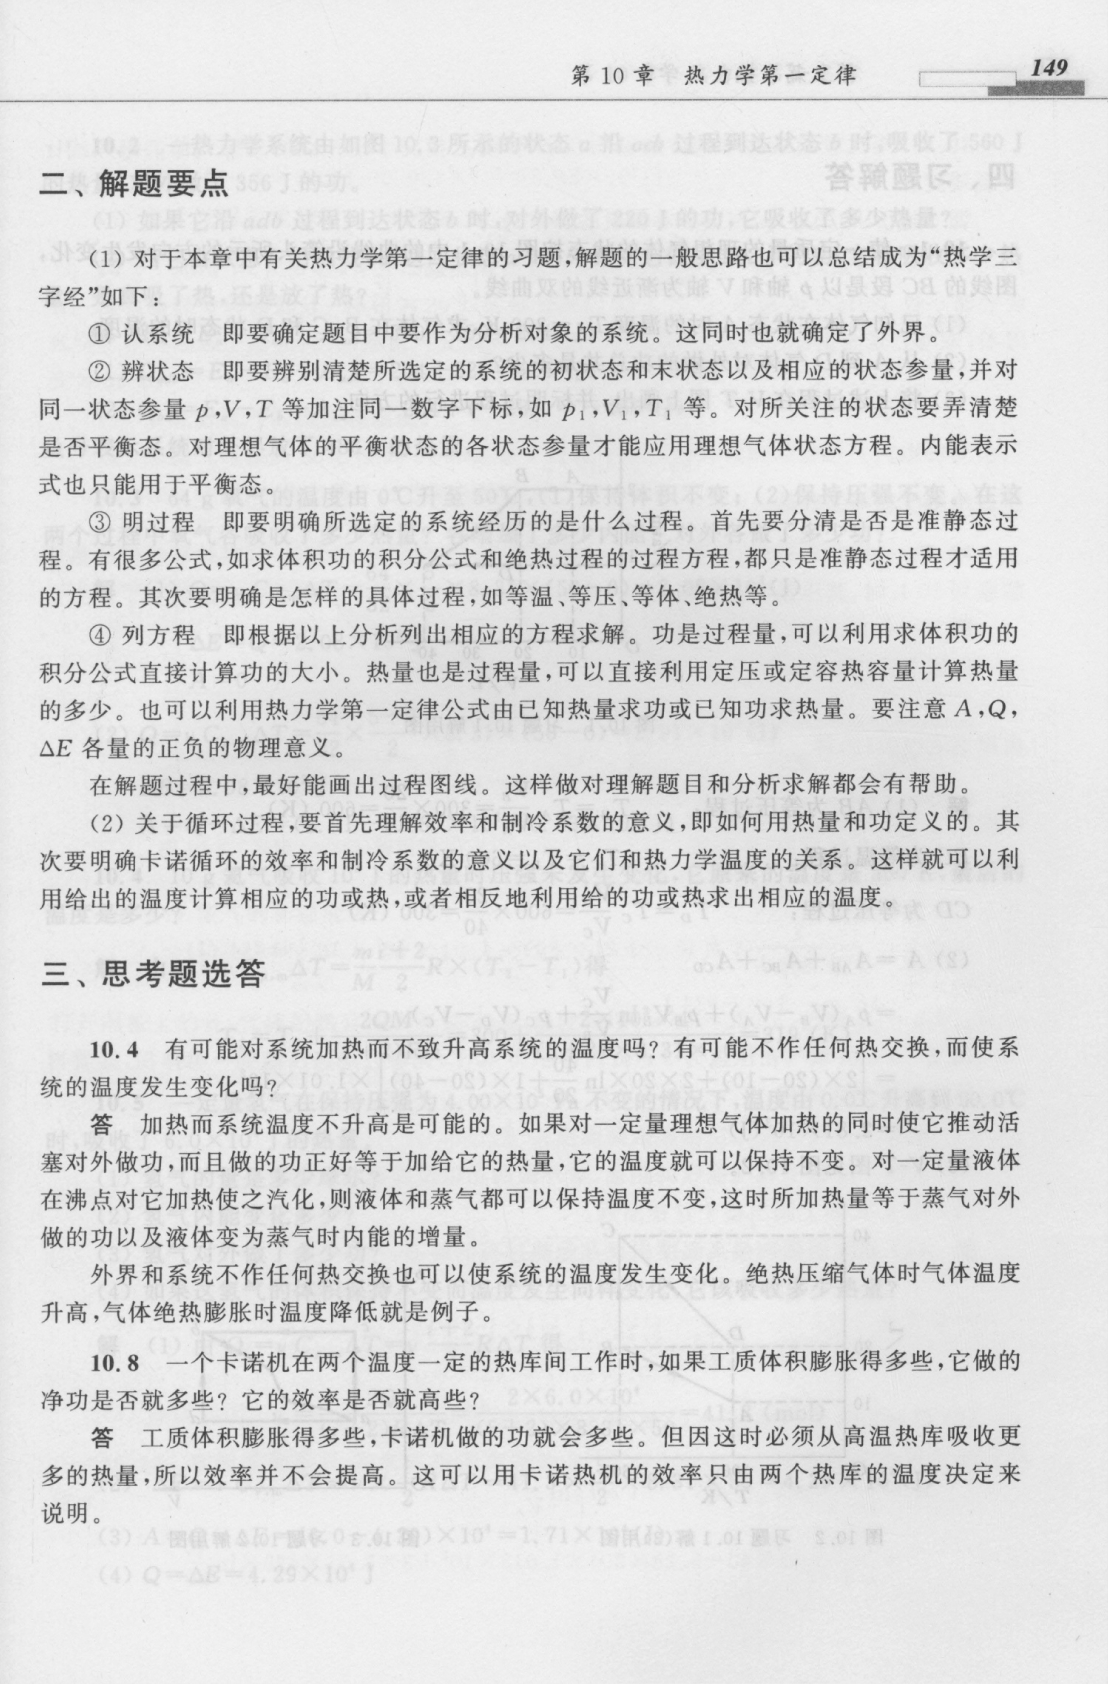 第 10 章　热力学第一定律　149
二、解题要点
(1) 对于本章中有关热力学第一定律的习题,解题的一般思路也可以总结成为“热学三
字经”如下：
① 认系统　即要确定题目中要作为分析对象的系统。这同时也就确定了外界。
② 辨状态　即要辨别清楚所选定的系统的初状态和末状态以及相应的状态参量,并对
同一状态参量 p,V,T 等加注同一数字下标,如 p₁,V₁,T₁ 等。对所关注的状态要弄清楚
是否平衡态。对理想气体的平衡状态的各状态参量才能应用理想气体状态方程。内能表示
式也只能用于平衡态。
③ 明过程　即要明确所选定的系统经历的是什么过程。首先要分清是否是准静态过
程。有很多公式,如求体积功的积分公式和绝热过程的过程方程,都只是准静态过程才适用
的方程。其次要明确是怎样的具体过程,如等温、等压、等体、绝热等。
④ 列方程　即根据以上分析列出相应的方程求解。功是过程量,可以利用求体积功的
积分公式直接计算功的大小。热量也是过程量,可以直接利用定压或定容热容量计算热量
的多少。也可以利用热力学第一定律公式由已知热量求功或已知功求热量。要注意 A,Q,
ΔE 各量的正负的物理意义。
在解题过程中,最好能画出过程图线。这样做对理解题目和分析求解都会有帮助。
(2) 关于循环过程,要首先理解效率和制冷系数的意义,即如何用热量和功定义的。其
次要明确卡诺循环的效率和制冷系数的意义以及它们和热力学温度的关系。这样就可以利
用给出的温度计算相应的功或热,或者相反地利用给的功或热求出相应的温度。
三、思考题选答
10.4　有可能对系统加热而不致升高系统的温度吗？有可能不作任何热交换,而使系
统的温度发生变化吗？
答　加热而系统温度不升高是可能的。如果对一定量理想气体加热的同时使它推动活
塞对外做功,而且做的功正好等于加给它的热量,它的温度就可以保持不变。对一定量液体
在沸点对它加热使之汽化,则液体和蒸气都可以保持温度不变,这时所加热量等于蒸气对外
做的功以及液体变为蒸气时内能的增量。
外界和系统不作任何热交换也可以使系统的温度发生变化。绝热压缩气体时气体温度
升高,气体绝热膨胀时温度降低就是例子。
10.8　一个卡诺机在两个温度一定的热库间工作时,如果工质体积膨胀得多些,它做的
净功是否就多些？它的效率是否就高些？
答　工质体积膨胀得多些,卡诺机做的功就会多些。但因这时必须从高温热库吸收更
多的热量,所以效率并不会提高。这可以用卡诺热机的效率只由两个热库的温度决定来
说明。